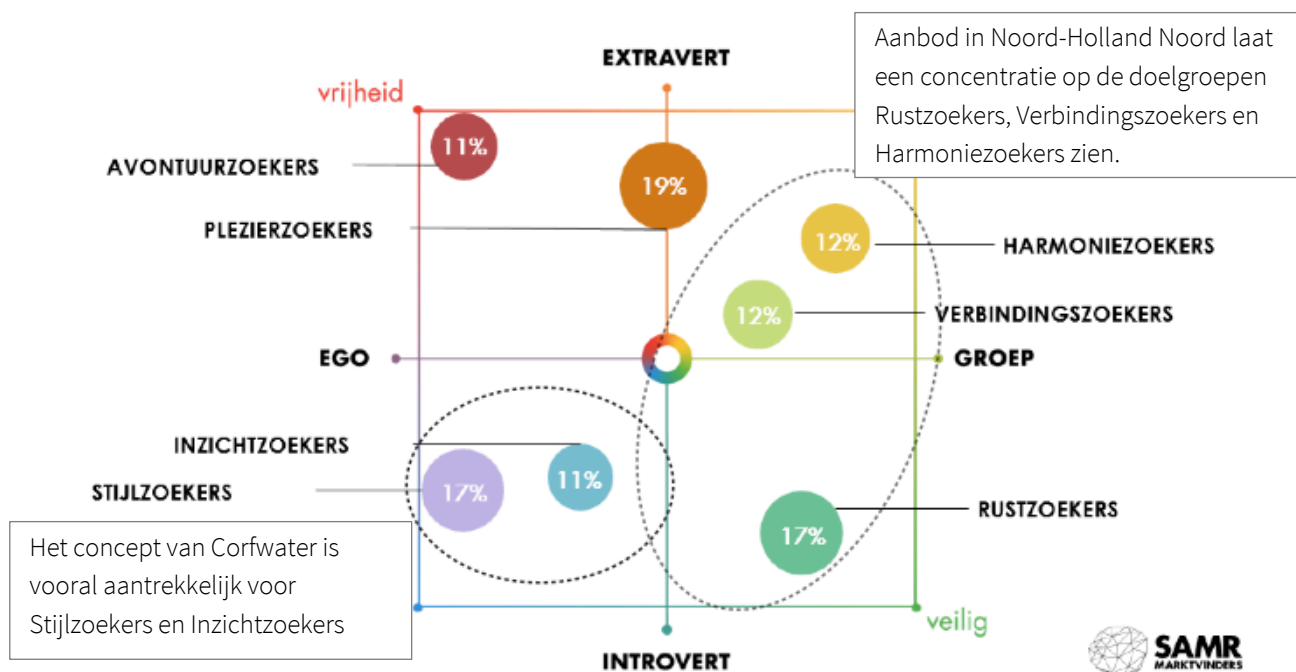 Aanbod in Noord-Holland Noord laat
een concentratie op de doelgroepen
Rustzoekers, Verbindingszoekers en
Harmoniezoekers zien.
EXTRAVERT
vrijheid
11%
AVONTUURZOEKERS
19%
PLEZIERZOEKERS
12%
HARMONIEZOEKERS
12%
VERBINDINGSZOEKERS
EGO
GROEP
INZICHTZOEKERS
11%
STIJLZOEKERS
17%
RUSTZOEKERS
17%
Het concept van Corfwater is
vooral aantrekkelijk voor
Stijlzoekers en Inzichtzoekers
veilig
INTROVERT
SAMR
MARKTVINDERS